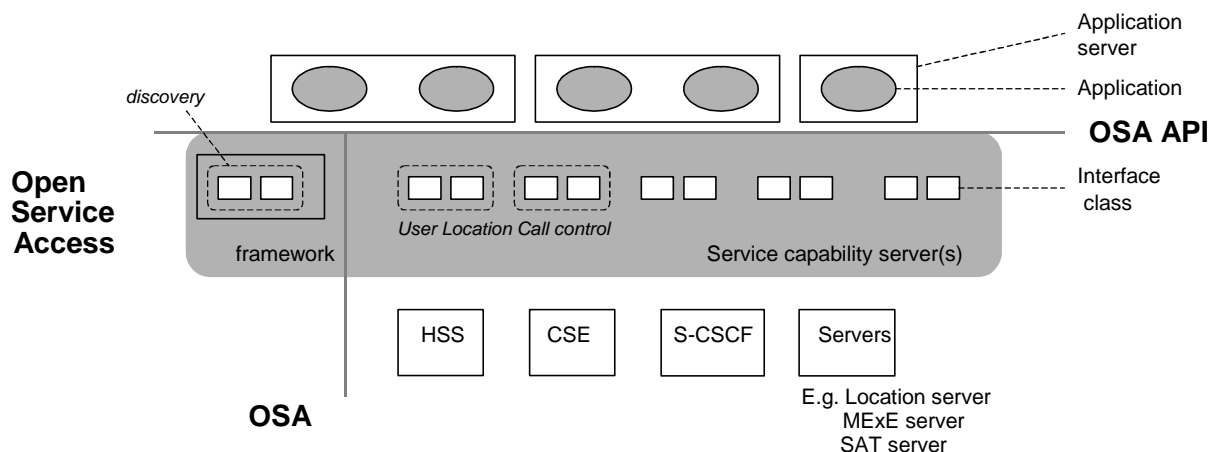 Application
server
discovery
Application
OSA API
Open
Service
Access
Interface
class
User Location Call control
framework
Service capability server(s)
HSS
CSE
S-CSCF
Servers
E.g. Location server
MExE server
SAT server
OSA